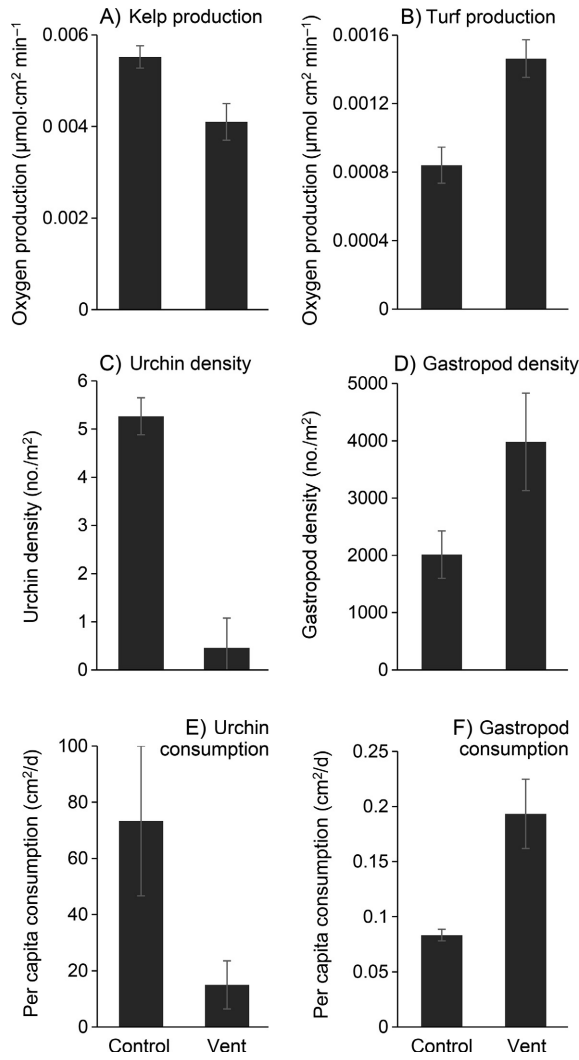 A) Kelp production
Oxygen production (µmol·cm² min⁻¹)
0.006
0.004
0.002
0
B) Turf production
Oxygen production (µmol cm² min⁻¹)
0.0016
0.0012
0.0008
0.0004
0
C) Urchin density
Urchin density (no./m²)
6
5
4
3
2
1
0
D) Gastropod density
Gastropod density (no./m²)
5000
4000
3000
2000
1000
0
E) Urchin
consumption
Per capita consumption (cm²/d)
100
80
60
40
20
0
Control
Vent
F) Gastropod
consumption
Per capita consumption (cm²/d)
0.25
0.2
0.15
0.1
0.05
0
Control
Vent